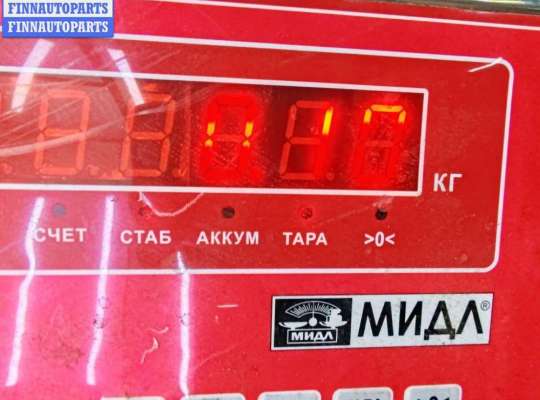 FINNAUTOPARTS
FINNAUTOPARTS
КГ
СЧЕТ СТАБ АККУМ ТАРА >0<
МИДЛ МИДЛ®